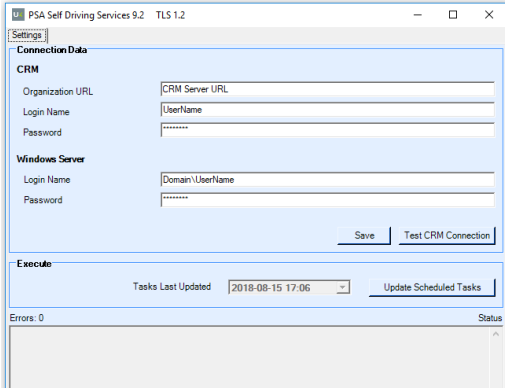 U PSA Self Driving Services 9.2 TLS 1.2
Settings
Connection Data
CRM
Organization URL CRM Server URL
Login Name UserName
Password ********
Windows Server
Login Name Domain\UserName
Password ********
Save Test CRM Connection
Execute
Tasks Last Updated 2018-08-15 17:06 Update Scheduled Tasks
Errors: 0 Status